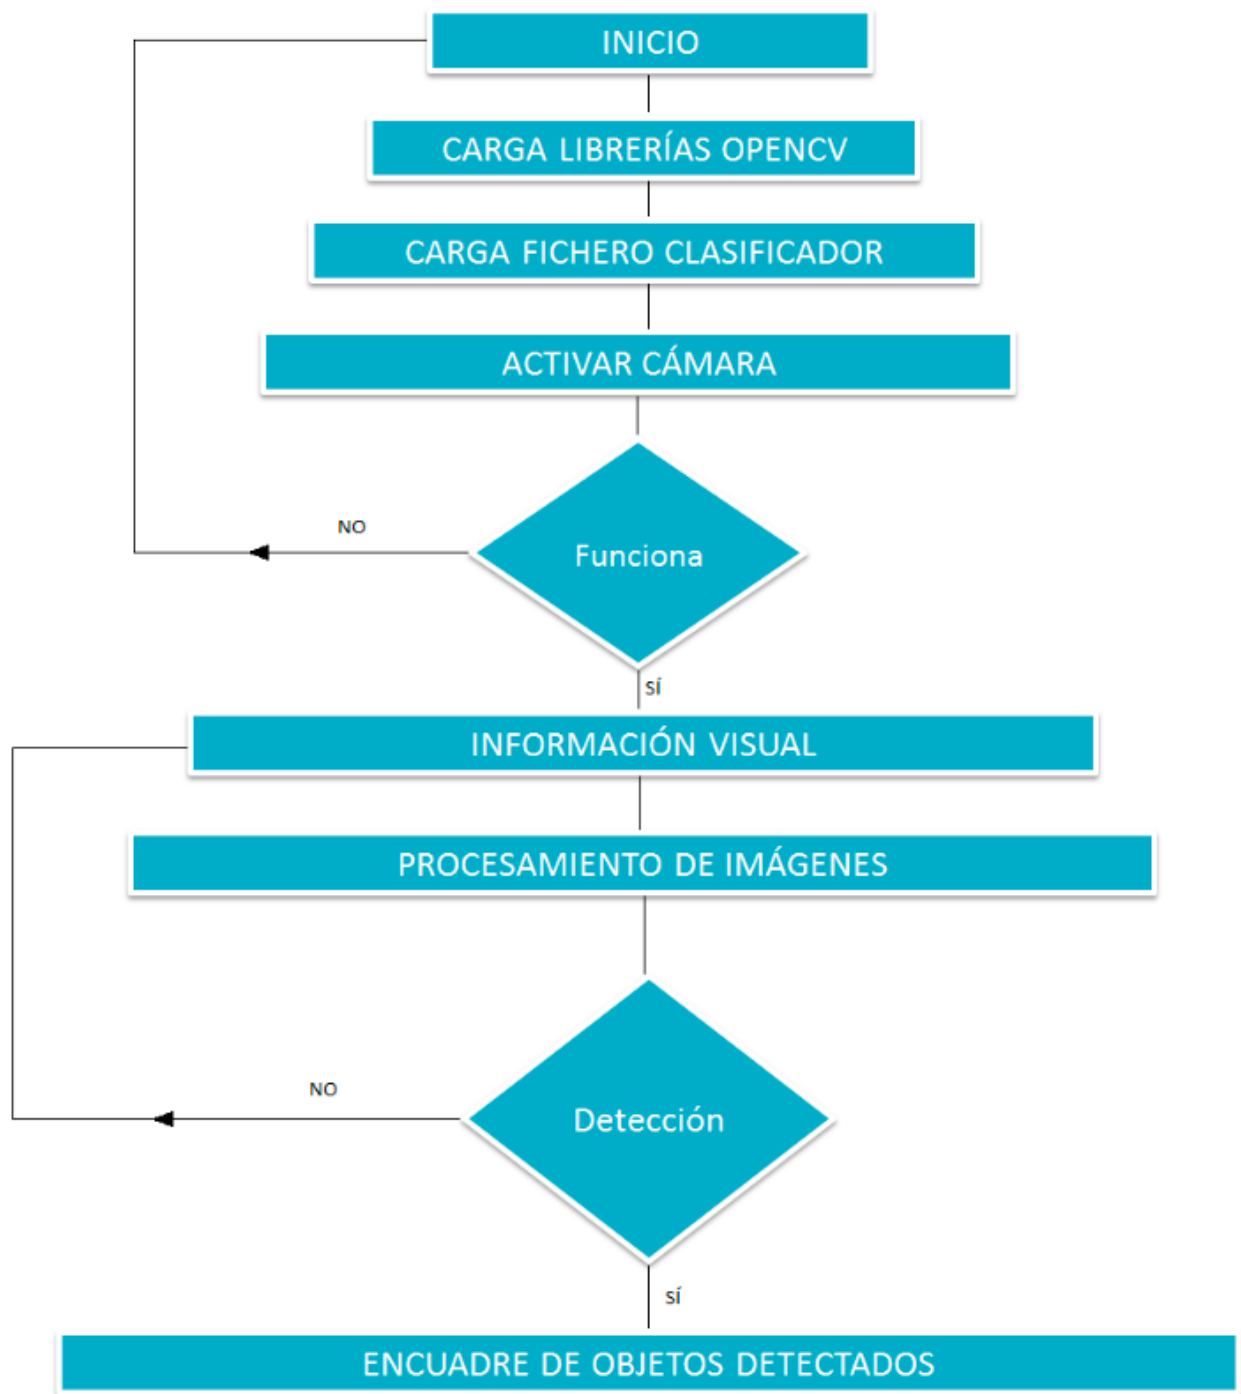 INICIO
CARGA LIBRERÍAS OPENCV
CARGA FICHERO CLASIFICADOR
ACTIVAR CÁMARA
NO
Funciona
SÍ
INFORMACIÓN VISUAL
PROCESAMIENTO DE IMÁGENES
NO
Detección
SÍ
ENCUADRE DE OBJETOS DETECTADOS